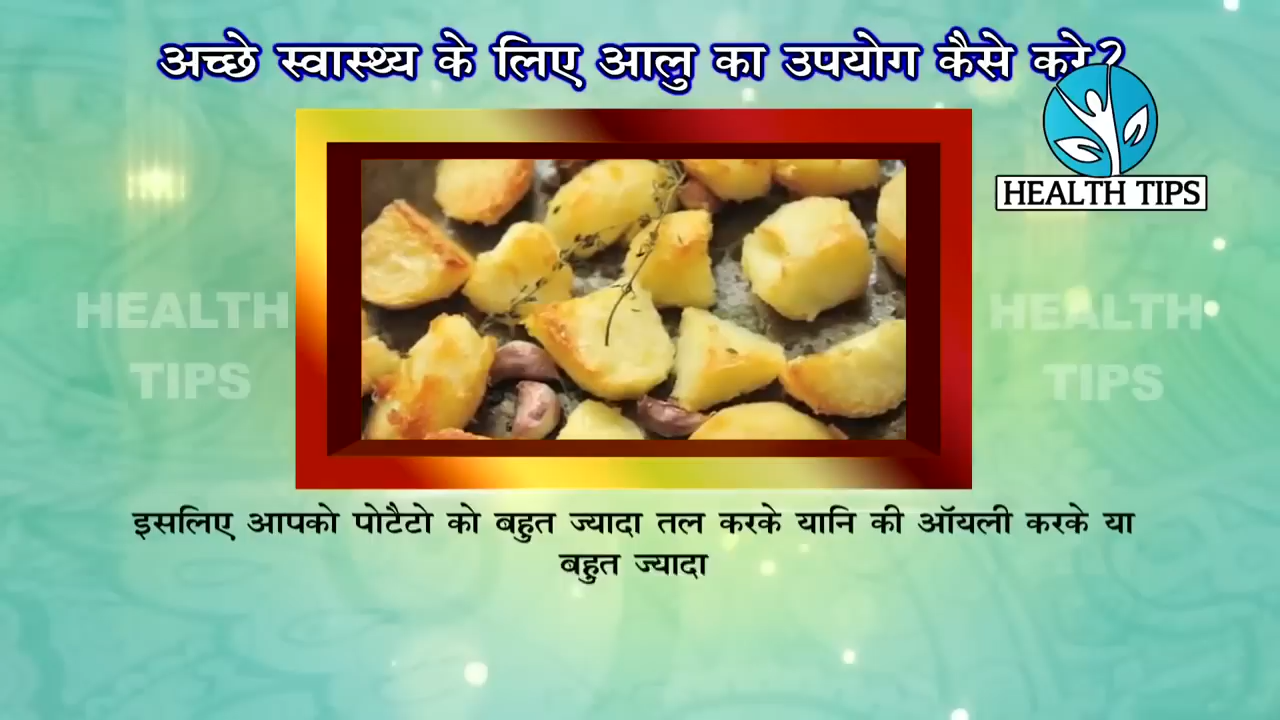 अच्छे स्वास्थ्य के लिए आलु का उपयोग कैसे करे?
HEALTH TIPS
HEALTH
TIPS
HEALTH
TIPS
इसलिए आपको पोटैटो को बहुत ज्यादा तल करके यानि की ऑयली करके या
बहुत ज्यादा